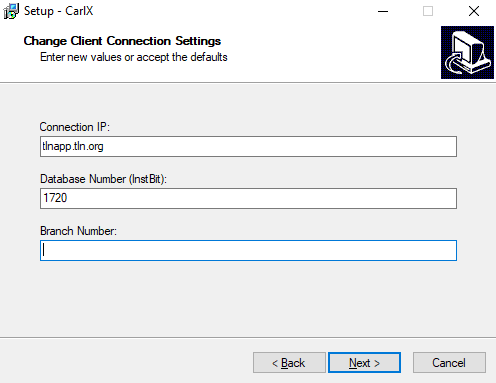 Setup - CarlX
Change Client Connection Settings
Enter new values or accept the defaults
Connection IP:
tlnapp.tln.org
Database Number (InstBit):
1720
Branch Number:
< Back
Next >
Cancel